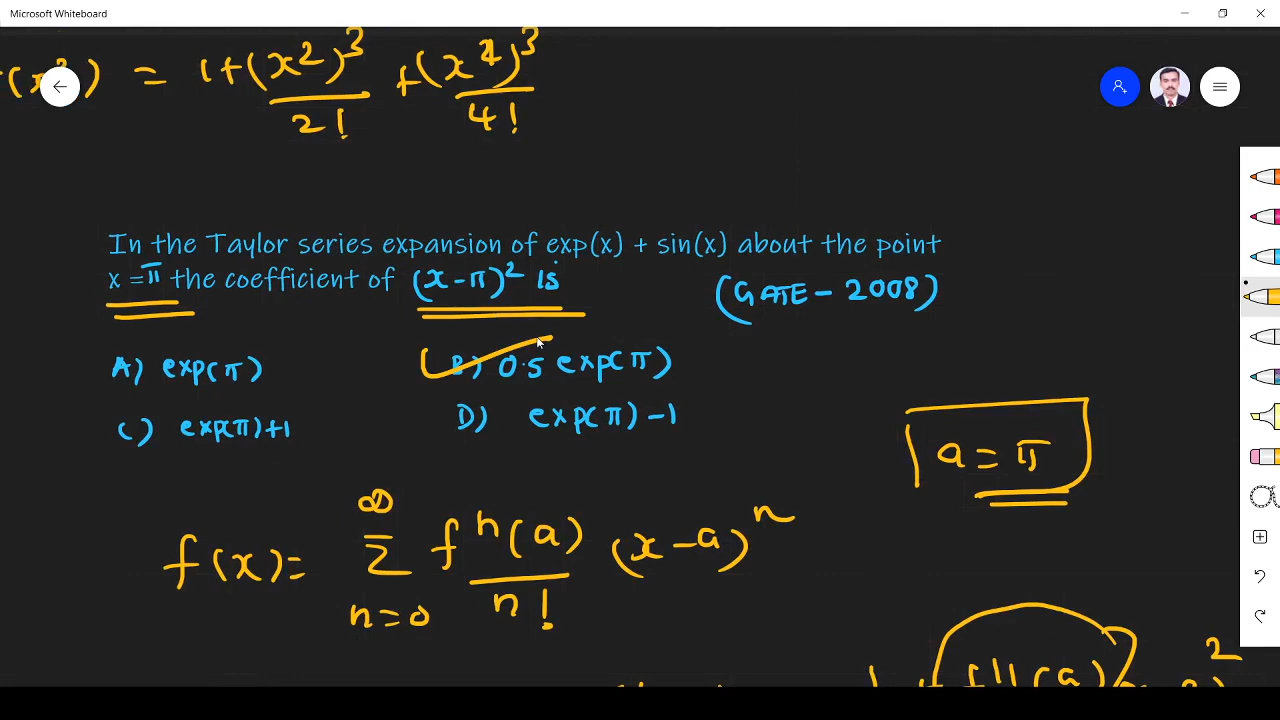 Microsoft Whiteboard
= 1+(x²)³/2! + (x⁴)³/4!
In the Taylor series expansion of exp(x) + sin(x) about the point
x = π the coefficient of (x-π)² is
(GATE - 2008)
A) exp(π) B) 0.5 exp(π)
C) exp(π)+1 D) exp(π) -1
a = π
f(x) = ∞ Σ n=0 fⁿ(a)/n! (x-a)ⁿ